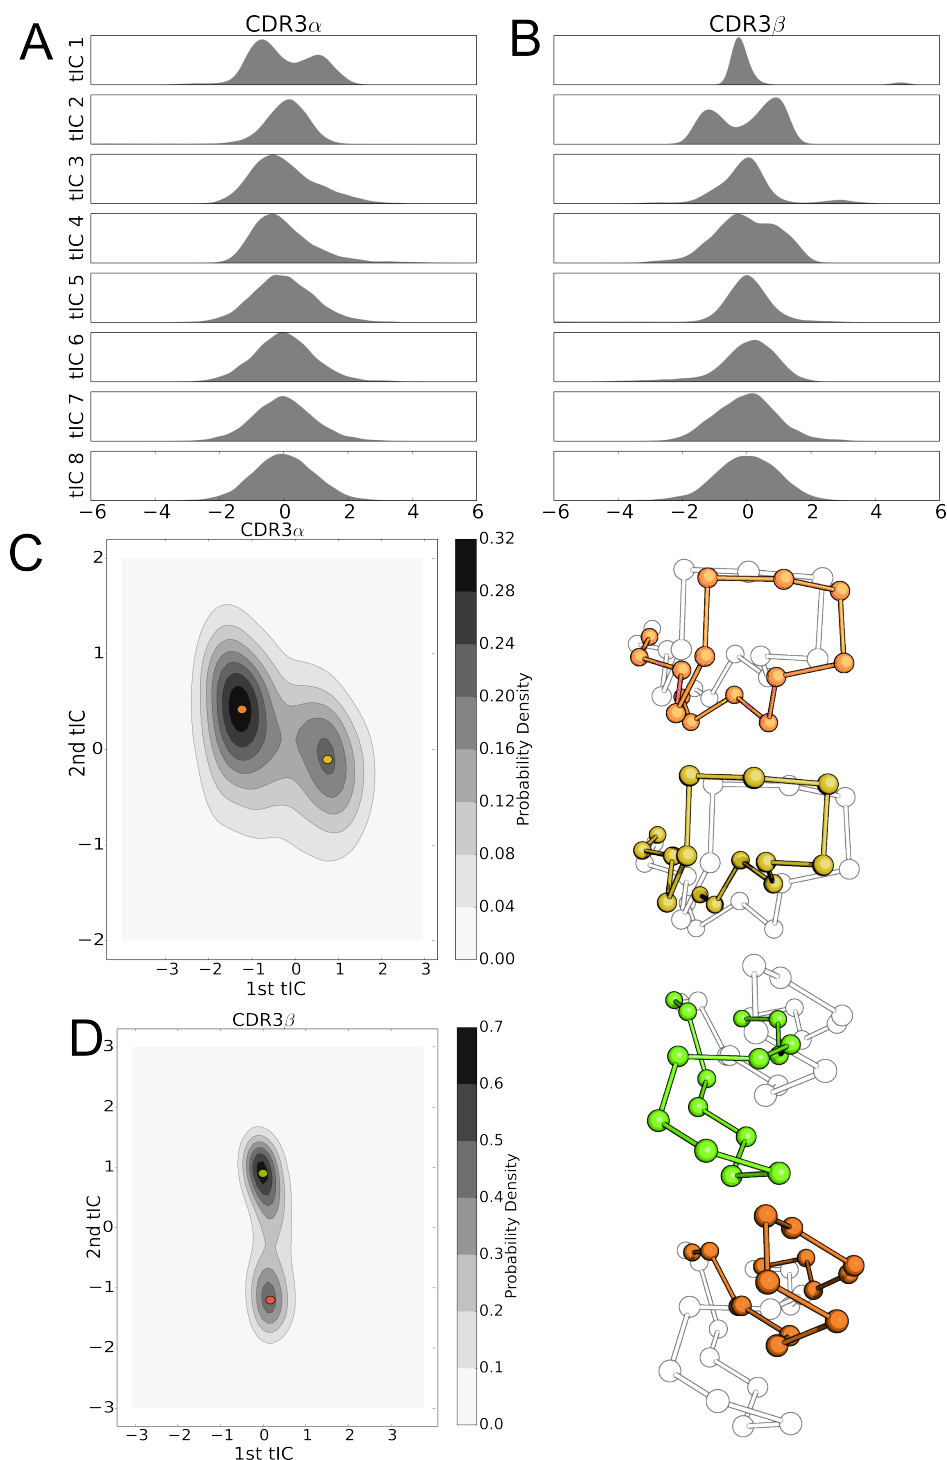 A
CDR3α
B
CDR3β
tIC 1
tIC 2
tIC 3
tIC 4
tIC 5
tIC 6
tIC 7
tIC 8
−6 −4 −2 0 2 4 6
−6 −4 −2 0 2 4 6
C
CDR3α
2
1
0
−1
−2
2nd tIC
−3 −2 −1 0 1 2 3
1st tIC
0.32
0.28
0.24
0.20
0.16
0.12
0.08
0.04
0.00
Probability Density
D
CDR3β
3
2
1
0
−1
−2
−3
2nd tIC
−3 −2 −1 0 1 2 3
1st tIC
0.7
0.6
0.5
0.4
0.3
0.2
0.1
0.0
Probability Density